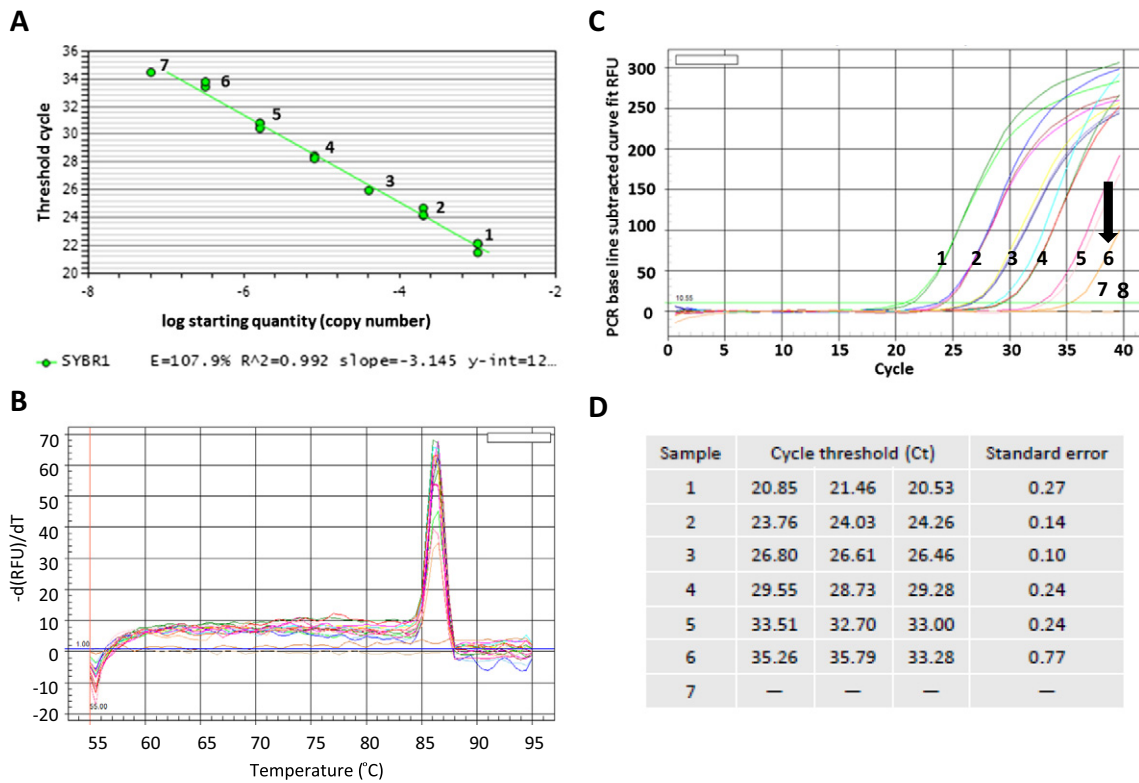 A
Threshold cycle
36
34
32
30
28
26
24
22
20
7
6
5
4
3
2
1
-8
-6
-4
-2
log starting quantity (copy number)
SYBR1 E=107.9% R^2=0.992 slope=-3.145 y-int=12…
B
-d(RFU)/dT
70
60
50
40
30
20
10
0
-10
-20
1.00
55.00
55 60 65 70 75 80 85 90 95
Temperature (°C)
C
PCR base line subtracted curve fit RFU
300
250
200
150
100
50
0
10.55
1 2 3 4 5 6
7 8
0 5 10 15 20 25 30 35 40
Cycle
D
Sample Cycle threshold (Ct) Standard error
1 20.85 21.46 20.53 0.27
2 23.76 24.03 24.26 0.14
3 26.80 26.61 26.46 0.10
4 29.55 28.73 29.28 0.24
5 33.51 32.70 33.00 0.24
6 35.26 35.79 33.28 0.77
7 — — — —